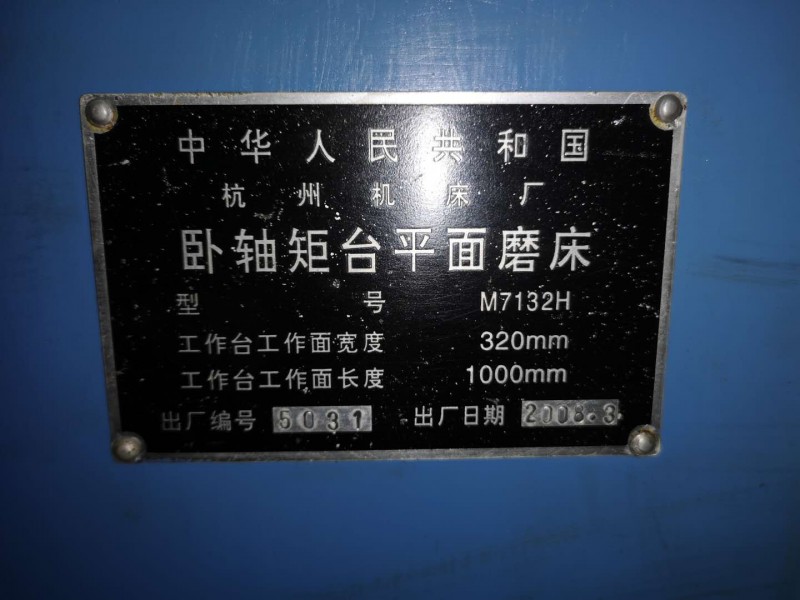 中华人民共和国
杭州机床厂
卧轴矩台平面磨床
型号 M7132H
工作台工作面宽度 320mm
工作台工作面长度 1000mm
出厂编号 5031 出厂日期 2008.3